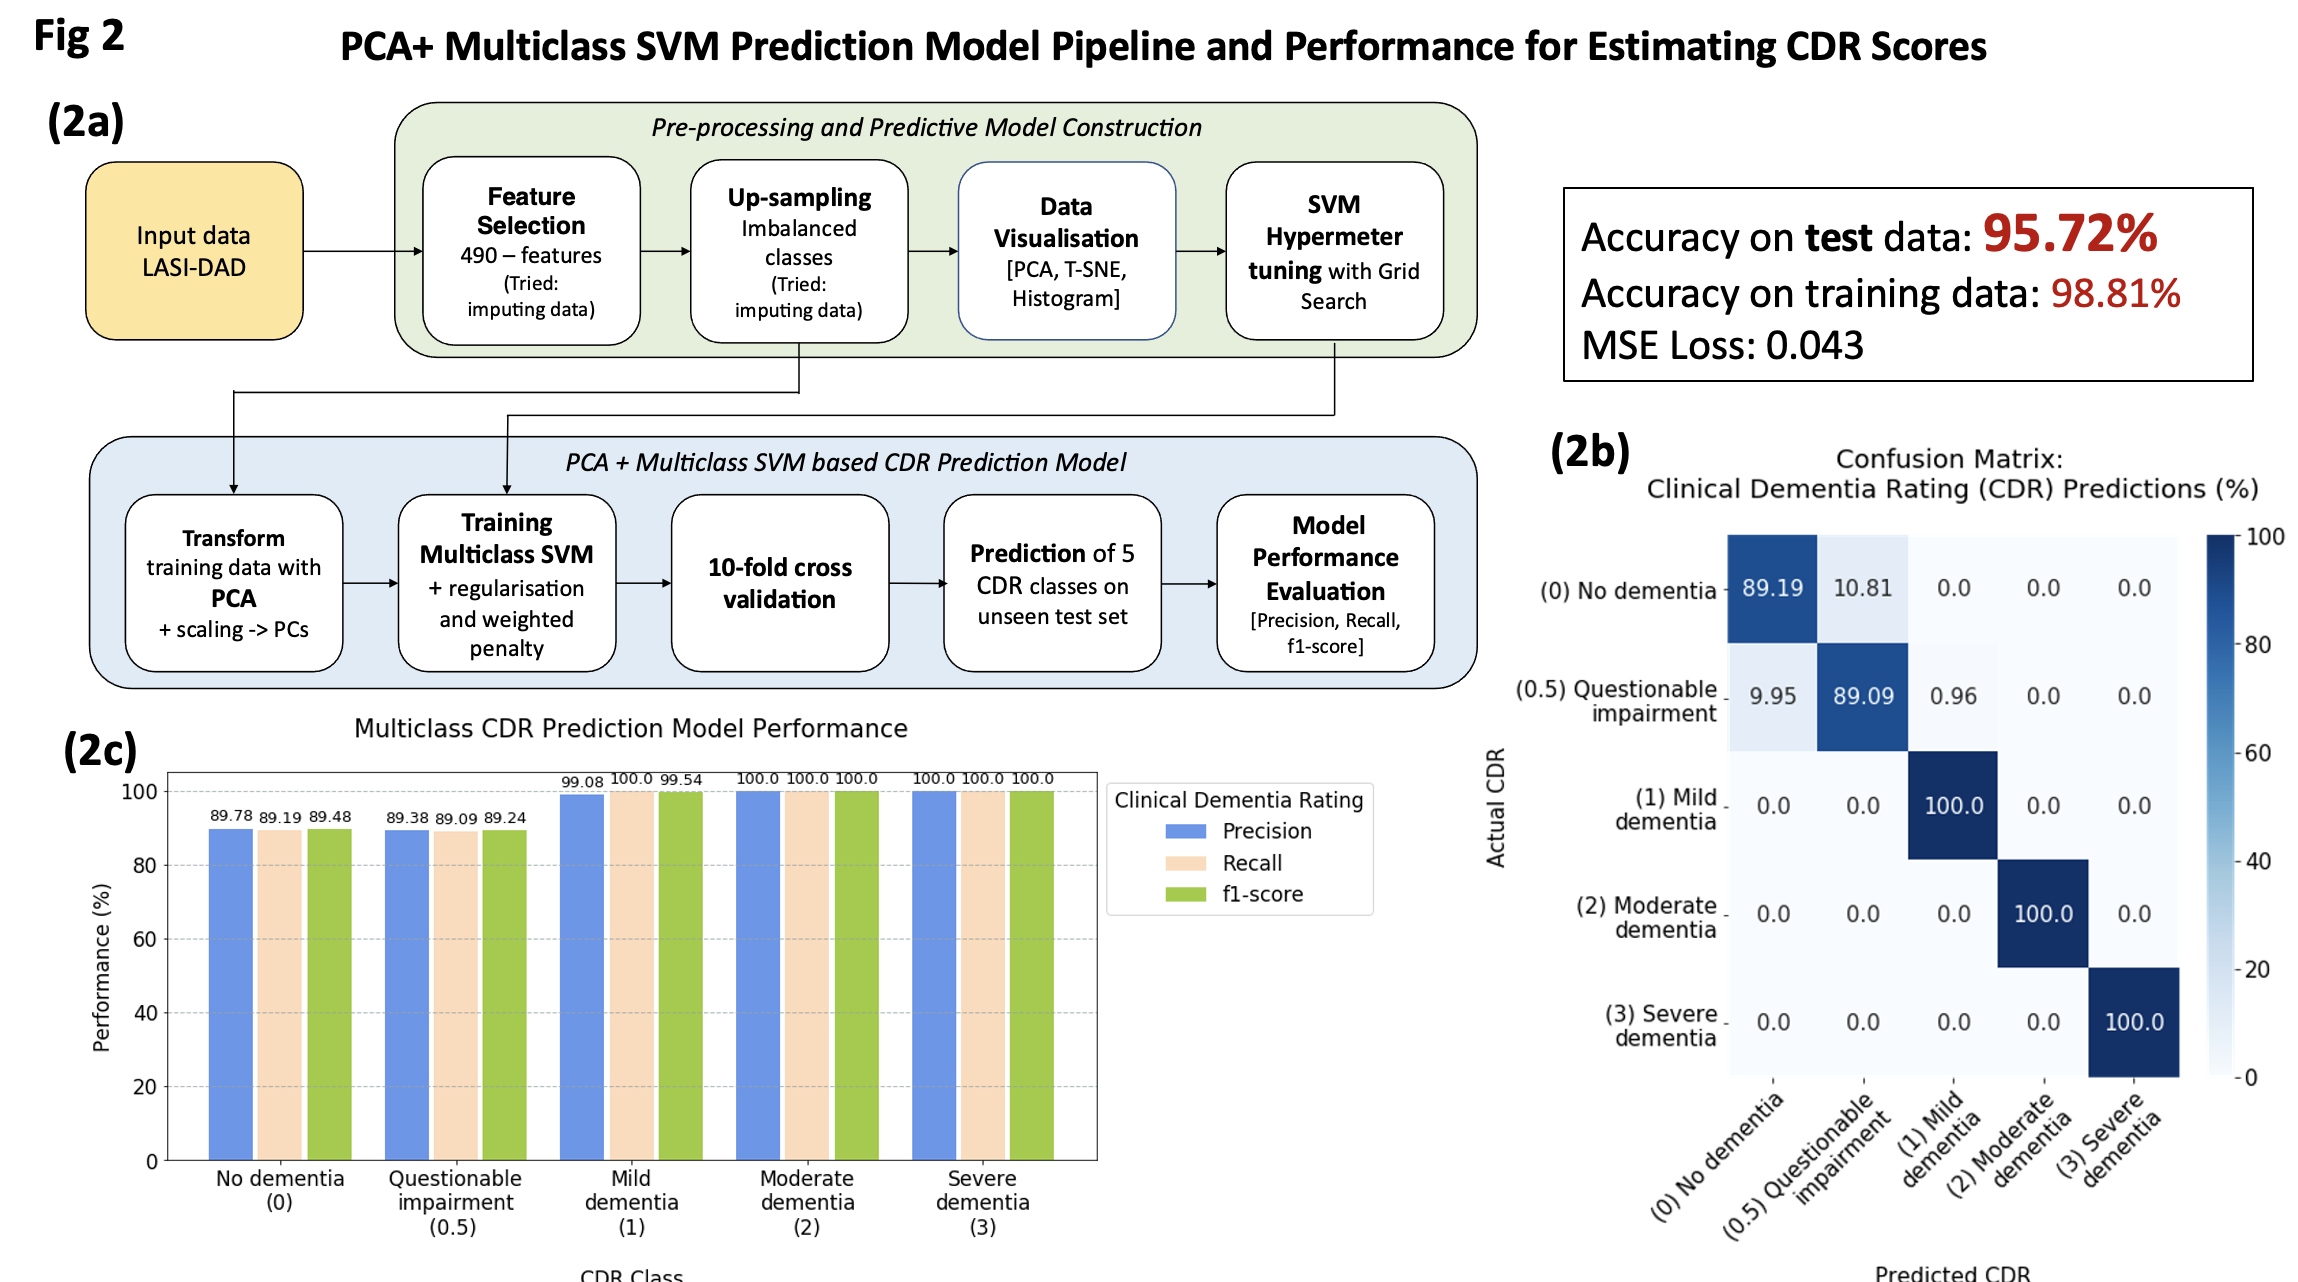 Fig 2
PCA+ Multiclass SVM Prediction Model Pipeline and Performance for Estimating CDR Scores
(2a)
Pre-processing and Predictive Model Construction
Input data
LASI-DAD
Feature
Selection
490 – features
(Tried:
imputing data)
Up-sampling
Imbalanced
classes
(Tried:
imputing data)
Data
Visualisation
[PCA, T-SNE,
Histogram]
SVM
Hypermeter
tuning with Grid
Search
Accuracy on test data: 95.72%
Accuracy on training data: 98.81%
MSE Loss: 0.043
PCA + Multiclass SVM based CDR Prediction Model
Transform
training data with
PCA
+ scaling -> PCs
Training
Multiclass SVM
+ regularisation
and weighted
penalty
10-fold cross
validation
Prediction of 5
CDR classes on
unseen test set
Model
Performance
Evaluation
[Precision, Recall,
f1-score]
(2b)
Confusion Matrix:
Clinical Dementia Rating (CDR) Predictions (%)
Actual CDR
(0) No dementia
89.19 10.81 0.0 0.0 0.0
(0.5) Questionable
impairment
9.95 89.09 0.96 0.0 0.0
(1) Mild
dementia
0.0 0.0 100.0 0.0 0.0
(2) Moderate
dementia
0.0 0.0 0.0 100.0 0.0
(3) Severe
dementia
0.0 0.0 0.0 0.0 100.0
(0) No dementia
(0.5) Questionable
impairment
(1) Mild
dementia
(2) Moderate
dementia
(3) Severe
dementia
Predicted CDR
100
80
60
40
20
0
(2c)
Multiclass CDR Prediction Model Performance
Performance (%)
100
80
60
40
20
0
89.78 89.19 89.48
89.38 89.09 89.24
99.08 100.0 99.54
100.0 100.0 100.0
100.0 100.0 100.0
No dementia
(0)
Questionable
impairment
(0.5)
Mild
dementia
(1)
Moderate
dementia
(2)
Severe
dementia
(3)
CDR Class
Clinical Dementia Rating
Precision
Recall
f1-score